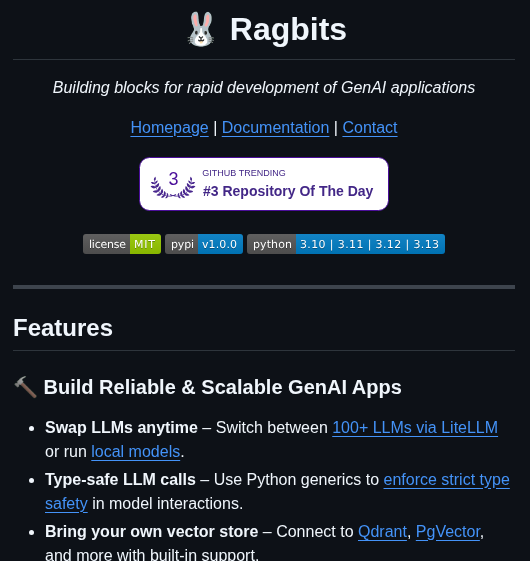 🐰 Ragbits
Building blocks for rapid development of GenAI applications
Homepage | Documentation | Contact
3
GITHUB TRENDING
#3 Repository Of The Day
license MIT pypi v1.0.0 python 3.10 | 3.11 | 3.12 | 3.13
Features
🔨 Build Reliable & Scalable GenAI Apps
• Swap LLMs anytime – Switch between 100+ LLMs via LiteLLM
or run local models.
• Type-safe LLM calls – Use Python generics to enforce strict type
safety in model interactions.
• Bring your own vector store – Connect to Qdrant, PgVector,
and more with built-in support.